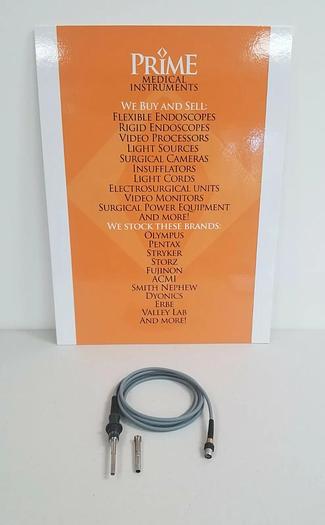 PRiME
MEDICAL
INSTRUMENTS
WE BUY AND SELL:
FLEXIBLE ENDOSCOPES
RIGID ENDOSCOPES
VIDEO PROCESSORS
LIGHT SOURCES
SURGICAL CAMERAS
INSUFFLATORS
LIGHT CORDS
ELECTROSURGICAL UNITS
VIDEO MONITORS
SURGICAL POWER EQUIPMENT
AND MORE!
WE STOCK THESE BRANDS:
OLYMPUS
PENTAX
STRYKER
STORZ
FUJINON
ACMI
SMITH NEPHEW
DYONICS
ERBE
VALLEY LAB
AND MORE!